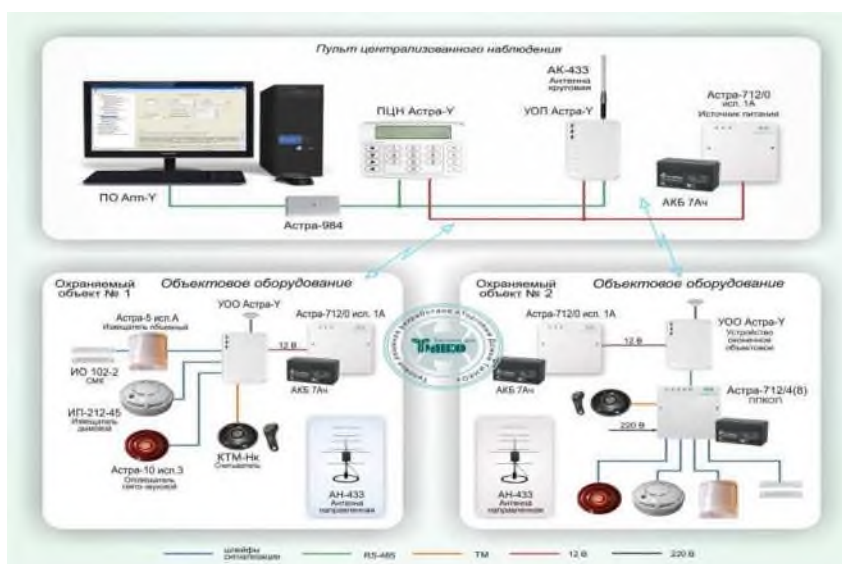 Пульт централизованного наблюдения
АК-433
Антенна
круговая
ПЦН Астра-Y
УОП Астра-Y
Астра-712/0
исп. 1А
Источник питания
ПО Arm-Y
Астра-984
АКБ 7Ач
Охраняемый
объект № 1
Объектовое оборудование
УОО Астра-Y
Астра-5 исп.А
Извещатель объемный
Астра-712/0 исп. 1А
12 В
ИО 102-2
СМК
АКБ 7Ач
ИП-212-45
Извещатель
дымовой
КТМ-Нк
Считыватель
Астра-10 исп.3
Оповещатель
свето-звуковой
АН-433
Антенна
направленная
Охраняемый
объект № 2
Объектовое оборудование
Астра-712/0 исп. 1А
УОО Астра-Y
Устройство
оконечное
объектовое
12 В
АКБ 7Ач
Астра-712/4(8)
ППКОП
220 В
АН-433
Антенна
направленная
шлейфы
сигнализации
RS-485
ТМ
12 В
220 В